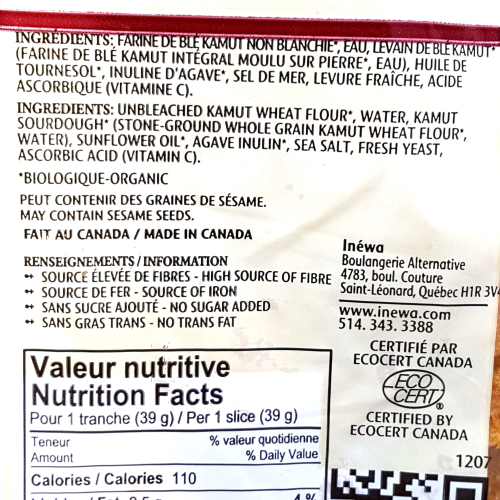 INGRÉDIENTS: FARINE DE BLÉ KAMUT NON BLANCHIE*, EAU, LEVAIN DE BLÉ KAMUT*
(FARINE DE BLÉ KAMUT INTÉGRAL MOULU SUR PIERRE*, EAU), HUILE DE
TOURNESOL*, INULINE D'AGAVE*, SEL DE MER, LEVURE FRAÎCHE, ACIDE
ASCORBIQUE (VITAMINE C).
INGREDIENTS: UNBLEACHED KAMUT WHEAT FLOUR*, WATER, KAMUT
SOURDOUGH* (STONE-GROUND WHOLE GRAIN KAMUT WHEAT FLOUR*,
WATER), SUNFLOWER OIL*, AGAVE INULIN*, SEA SALT, FRESH YEAST,
ASCORBIC ACID (VITAMIN C).
*BIOLOGIQUE-ORGANIC
PEUT CONTENIR DES GRAINES DE SÉSAME.
MAY CONTAIN SESAME SEEDS.
FAIT AU CANADA / MADE IN CANADA
RENSEIGNEMENTS / INFORMATION
SOURCE ÉLEVÉE DE FIBRES - HIGH SOURCE OF FIBRE
SOURCE DE FER - SOURCE OF IRON
SANS SUCRE AJOUTÉ - NO SUGAR ADDED
SANS GRAS TRANS - NO TRANS FAT
Inéwa
Boulangerie Alternative
4783, boul. Couture
Saint-Léonard, Québec H1R 3V
www.inewa.com
514. 343. 3388
CERTIFIÉ PAR
ECOCERT CANADA
ECO
CERT®
CERTIFIED BY
ECOCERT CANADA
1207
Valeur nutritive
Nutrition Facts
Pour 1 tranche (39 g) / Per 1 slice (39 g)
Teneur % valeur quotidienne
Amount % Daily Value
Calories / Calories 110